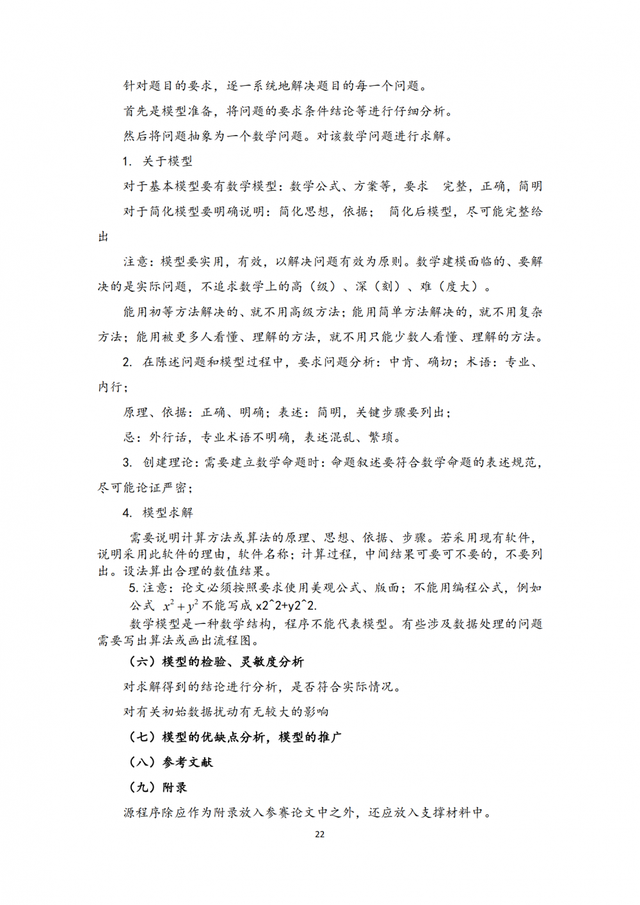 针对题目的要求，逐一系统地解决题目的每一个问题。
首先是模型准备，将问题的要求条件结论等进行仔细分析。
然后将问题抽象为一个数学问题。对该数学问题进行求解。
1. 关于模型
对于基本模型要有数学模型：数学公式、方案等，要求 完整，正确，简明
对于简化模型要明确说明：简化思想，依据； 简化后模型，尽可能完整给
出
注意：模型要实用，有效，以解决问题有效为原则。数学建模面临的、要解
决的是实际问题，不追求数学上的高（级）、深（刻）、难（度大）。
能用初等方法解决的、就不用高级方法；能用简单方法解决的，就不用复杂
方法；能用被更多人看懂、理解的方法，就不用只能少数人看懂、理解的方法。
2. 在陈述问题和模型过程中，要求问题分析：中肯、确切；术语：专业、
内行；
原理、依据：正确、明确；表述：简明，关键步骤要列出；
忌：外行话，专业术语不明确，表述混乱、繁琐。
3. 创建理论：需要建立数学命题时：命题叙述要符合数学命题的表述规范，
尽可能论证严密；
4. 模型求解
需要说明计算方法或算法的原理、思想、依据、步骤。若采用现有软件，
说明采用此软件的理由，软件名称；计算过程，中间结果可要可不要的，不要列
出。设法算出合理的数值结果。
5.注意：论文必须按照要求使用美观公式、版面；不能用编程公式，例如
公式 x²+y² 不能写成 x2^2+y2^2.
数学模型是一种数学结构，程序不能代表模型。有些涉及数据处理的问题
需要写出算法或画出流程图。
（六）模型的检验、灵敏度分析
对求解得到的结论进行分析，是否符合实际情况。
对有关初始数据扰动有无较大的影响
（七）模型的优缺点分析，模型的推广
（八）参考文献
（九）附录
源程序除应作为附录放入参赛论文中之外，还应放入支撑材料中。
22